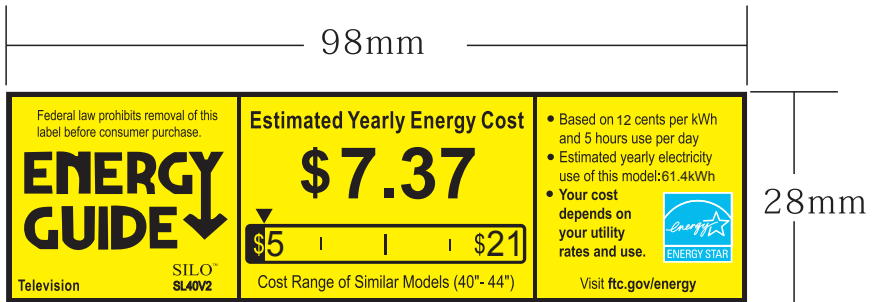 98mm
Federal law prohibits removal of this
label before consumer purchase.
ENERGY
GUIDE
Television
SILO™
SL40V2
Estimated Yearly Energy Cost
$7.37
$5 $21
Cost Range of Similar Models (40"- 44")
• Based on 12 cents per kWh
and 5 hours use per day
• Estimated yearly electricity
use of this model:61.4kWh
• Your cost
depends on
your utility
rates and use.
energy
ENERGY STAR
Visit ftc.gov/energy
28mm